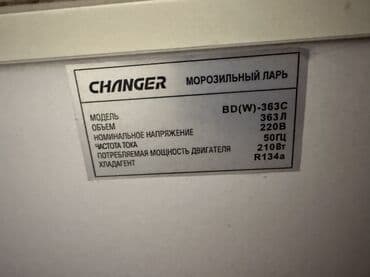 CHANGER МОРОЗИЛЬНЫЙ ЛАРЬ
МОДЕЛЬ BD(W)-363C
ОБЪЕМ 363Л
НОМИНАЛЬНОЕ НАПРЯЖЕНИЕ 220В
ЧАСТОТА ТОКА 50ГЦ
ПОТРЕБЛЯЕМАЯ МОЩНОСТЬ ДВИГАТЕЛЯ 210Вт
ХЛАДАГЕНТ R134a